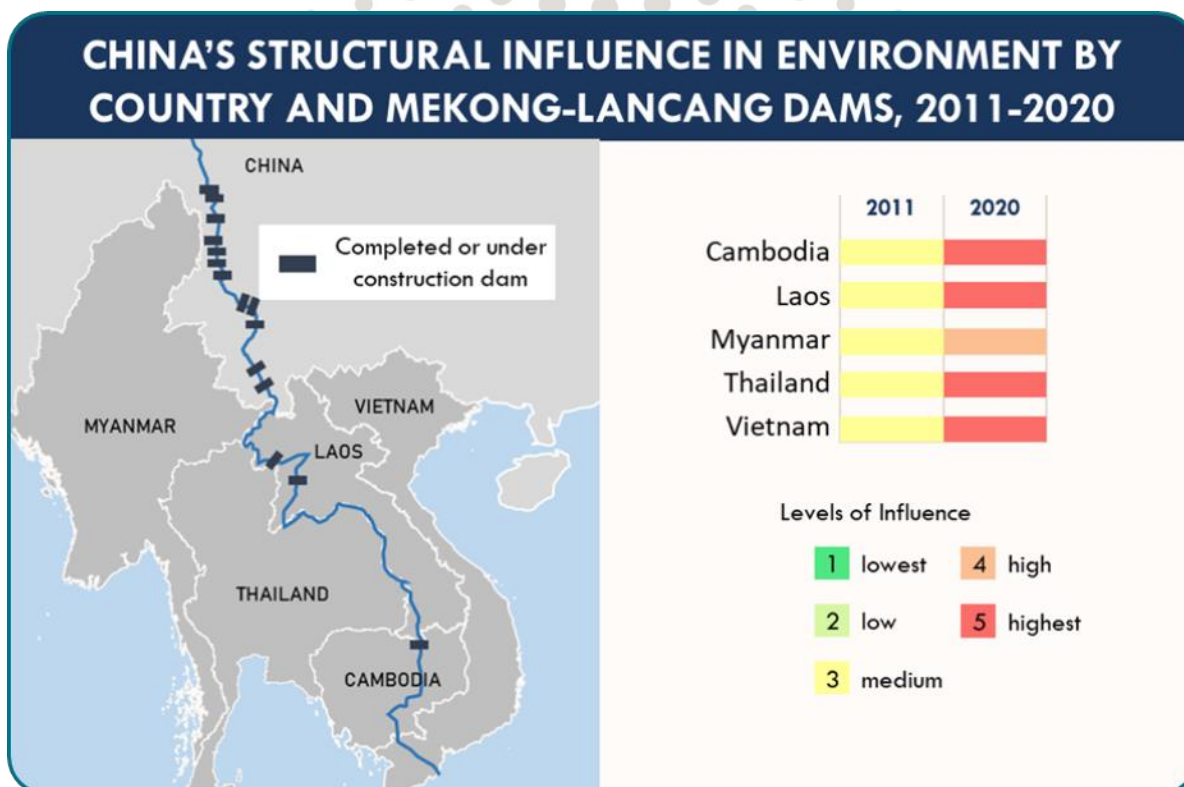 CHINA'S STRUCTURAL INFLUENCE IN ENVIRONMENT BY
COUNTRY AND MEKONG-LANCANG DAMS, 2011-2020
CHINA
Completed or under
construction dam
VIETNAM
MYANMAR
LAOS
THAILAND
CAMBODIA
2011 2020
Cambodia
Laos
Myanmar
Thailand
Vietnam
Levels of Influence
1 lowest 4 high
2 low 5 highest
3 medium